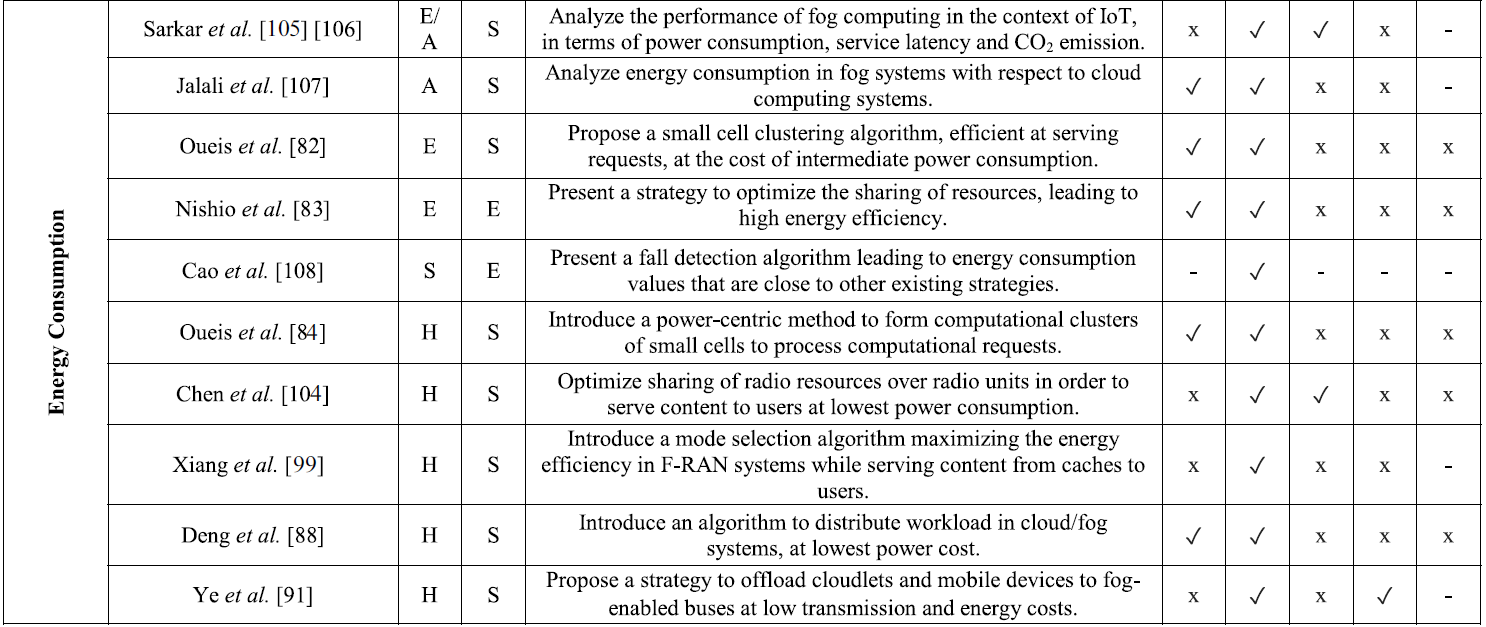 Energy Consumption
Sarkar et al. [105] [106] E/ A S Analyze the performance of fog computing in the context of IoT, x ✓ ✓ x -
in terms of power consumption, service latency and CO₂ emission.
Jalali et al. [107] A S Analyze energy consumption in fog systems with respect to cloud ✓ ✓ x x -
computing systems.
Oueis et al. [82] E S Propose a small cell clustering algorithm, efficient at serving ✓ ✓ x x x
requests, at the cost of intermediate power consumption.
Nishio et al. [83] E E Present a strategy to optimize the sharing of resources, leading to ✓ ✓ x x x
high energy efficiency.
Cao et al. [108] S E Present a fall detection algorithm leading to energy consumption - ✓ - - -
values that are close to other existing strategies.
Oueis et al. [84] H S Introduce a power-centric method to form computational clusters ✓ ✓ x x x
of small cells to process computational requests.
Chen et al. [104] H S Optimize sharing of radio resources over radio units in order to x ✓ ✓ x x
serve content to users at lowest power consumption.
Xiang et al. [99] H S Introduce a mode selection algorithm maximizing the energy x ✓ x x -
efficiency in F-RAN systems while serving content from caches to
users.
Deng et al. [88] H S Introduce an algorithm to distribute workload in cloud/fog ✓ ✓ x x x
systems, at lowest power cost.
Ye et al. [91] H S Propose a strategy to offload cloudlets and mobile devices to fog- x ✓ x ✓ -
enabled buses at low transmission and energy costs.